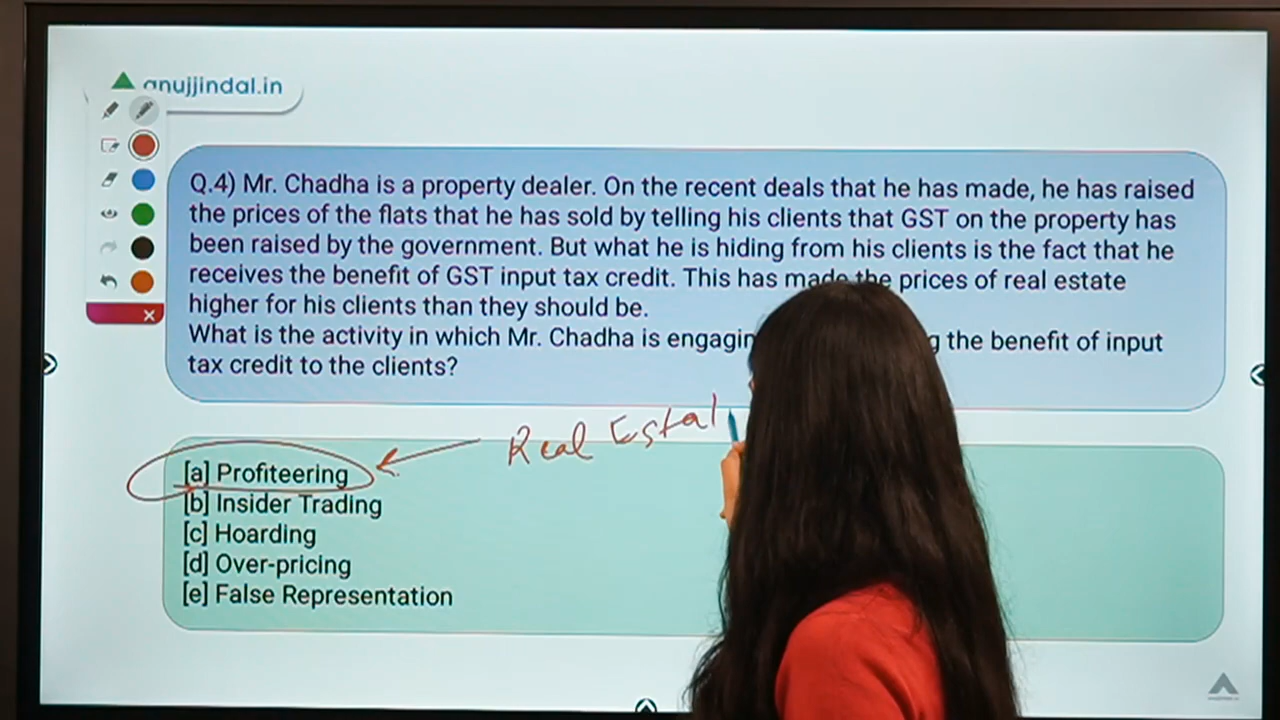 anujjindal.in
Q.4) Mr. Chadha is a property dealer. On the recent deals that he has made, he has raised
the prices of the flats that he has sold by telling his clients that GST on the property has
been raised by the government. But what he is hiding from his clients is the fact that he
receives the benefit of GST input tax credit. This has made the prices of real estate
higher for his clients than they should be.
What is the activity in which Mr. Chadha is the benefit of input
tax credit to the clients?
Real Estat
[a] Profiteering
[b] Insider Trading
[c] Hoarding
[d] Over-pricing
[e] False Representation